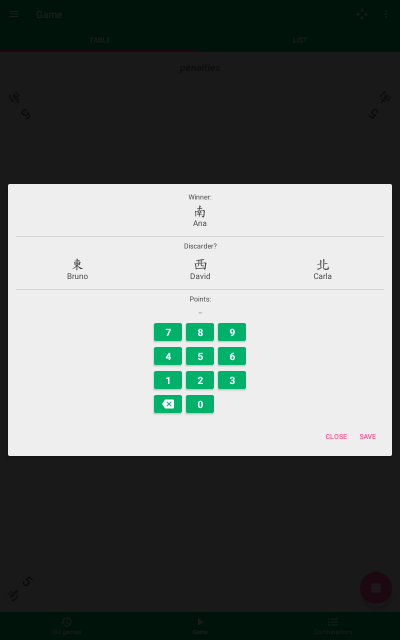 Game
TABLE
LIST
penalties
Winner:
南
Ana
Discarder?
東 西 北
Bruno David Carla
Points:
_
7 8 9
4 5 6
1 2 3
0
CLOSE SAVE
Game